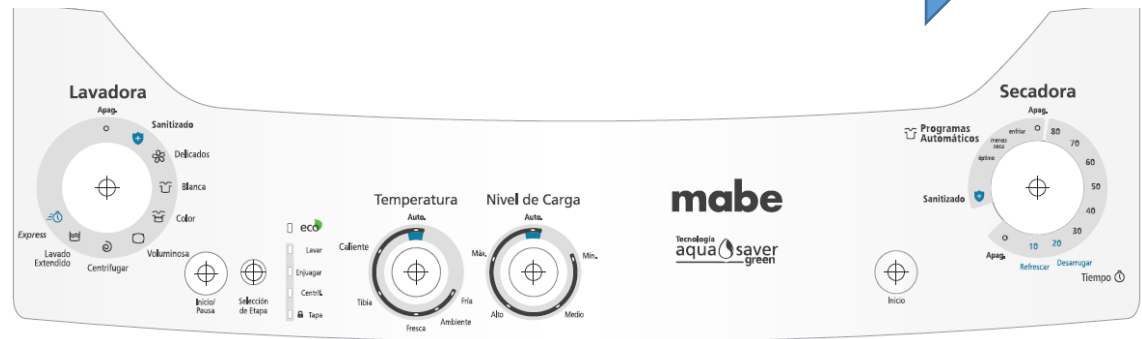 Lavadora
Apag.
Sanitizado
Delicados
Blanca
Color
Voluminosa
Centrifugar
Lavado
Extendido
Express
Inicio/
Pausa
Selección
de Etapa
eco
Lavar
Enjuagar
Centrif.
Tapa
Temperatura
Auto.
Caliente
Tibia
Fresca
Ambiente
Fría
Nivel de Carga
Auto.
Máx.
Alto
Medio
Mín.
mabe
Tecnología
aqua saver
green
Inicio
Secadora
Apag.
Programas
Automáticos
enfriar
menos
seca
óptimo
Sanitizado
Apag.
80
70
60
50
40
30
20
10
Desarrugar
Refrescar
Tiempo